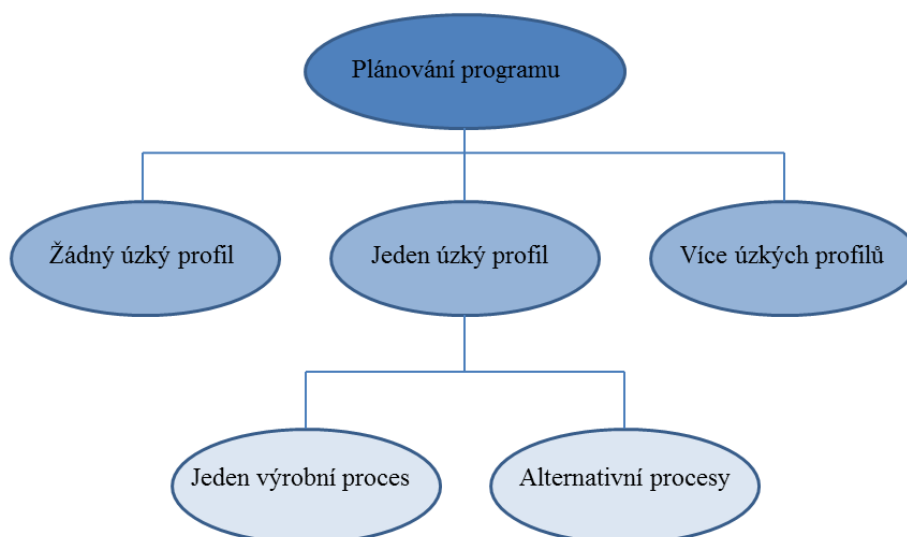 Plánování programu
Žádný úzký profil
Jeden úzký profil
Více úzkých profilů
Jeden výrobní proces
Alternativní procesy